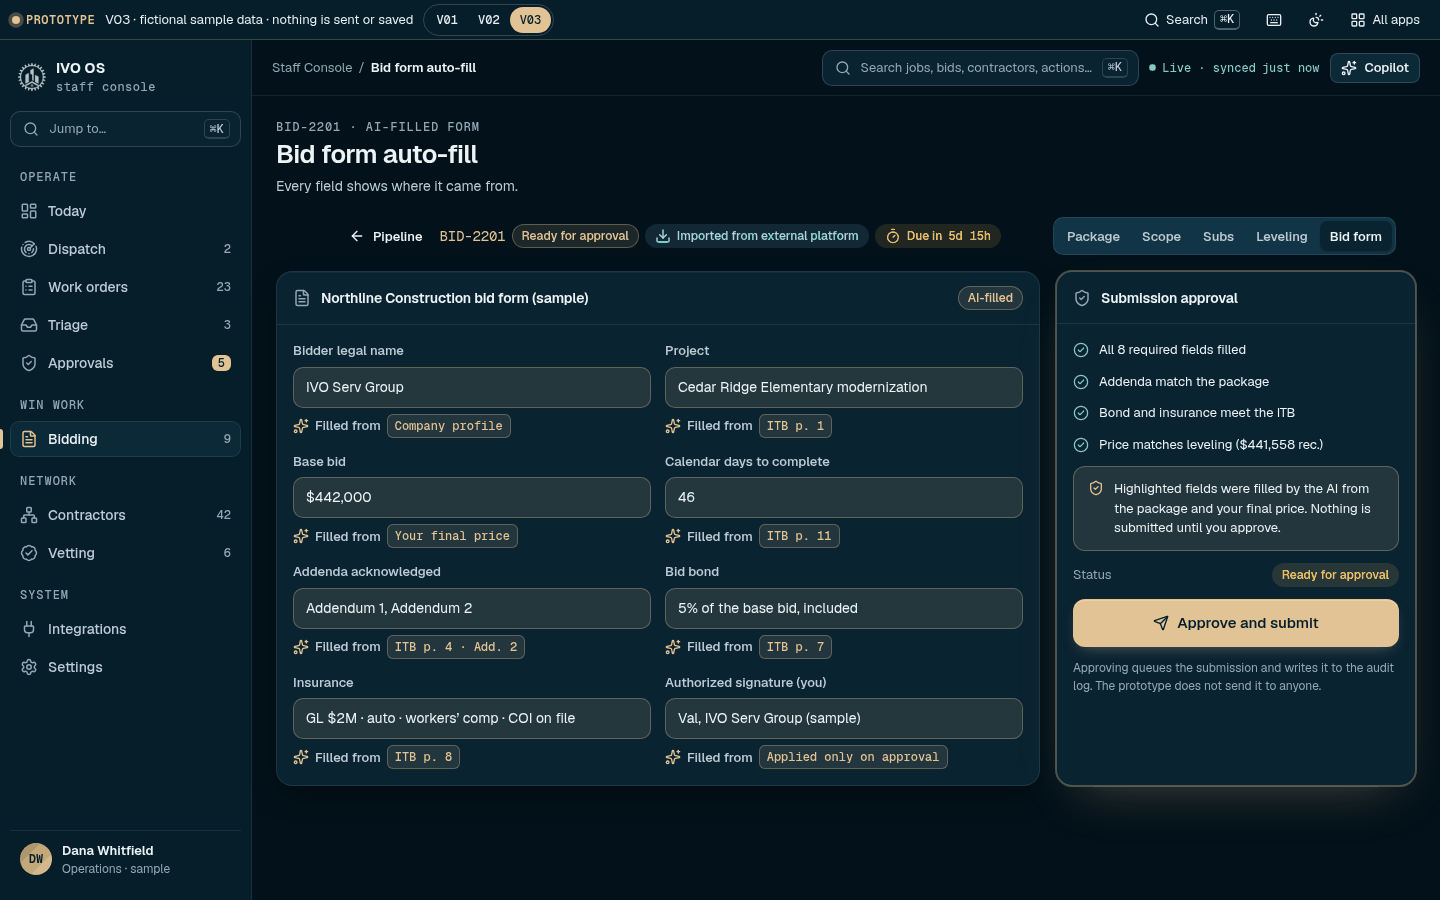 PROTOTYPE V03 · fictional sample data · nothing is sent or saved V01 V02 V03 Search ⌘K All apps
IVO OS
staff console
Jump to… ⌘K
OPERATE
Today
Dispatch 2
Work orders 23
Triage 3
Approvals 5
WIN WORK
Bidding 9
NETWORK
Contractors 42
Vetting 6
SYSTEM
Integrations
Settings
DW Dana Whitfield
Operations · sample
Staff Console / Bid form auto-fill Search jobs, bids, contractors, actions… ⌘K Live · synced just now Copilot
BID-2201 · AI-FILLED FORM
Bid form auto-fill
Every field shows where it came from.
Pipeline BID-2201 Ready for approval Imported from external platform Due in 5d 15h Package Scope Subs Leveling Bid form
Northline Construction bid form (sample) AI-filled
Bidder legal name Project
IVO Serv Group Cedar Ridge Elementary modernization
Filled from Company profile Filled from ITB p. 1
Base bid Calendar days to complete
$442,000 46
Filled from Your final price Filled from ITB p. 11
Addenda acknowledged Bid bond
Addendum 1, Addendum 2 5% of the base bid, included
Filled from ITB p. 4 · Add. 2 Filled from ITB p. 7
Insurance Authorized signature (you)
GL $2M · auto · workers’ comp · COI on file Val, IVO Serv Group (sample)
Filled from ITB p. 8 Filled from Applied only on approval
Submission approval
All 8 required fields filled
Addenda match the package
Bond and insurance meet the ITB
Price matches leveling ($441,558 rec.)
Highlighted fields were filled by the AI from
the package and your final price. Nothing is
submitted until you approve.
Status Ready for approval
Approve and submit
Approving queues the submission and writes it to the audit
log. The prototype does not send it to anyone.